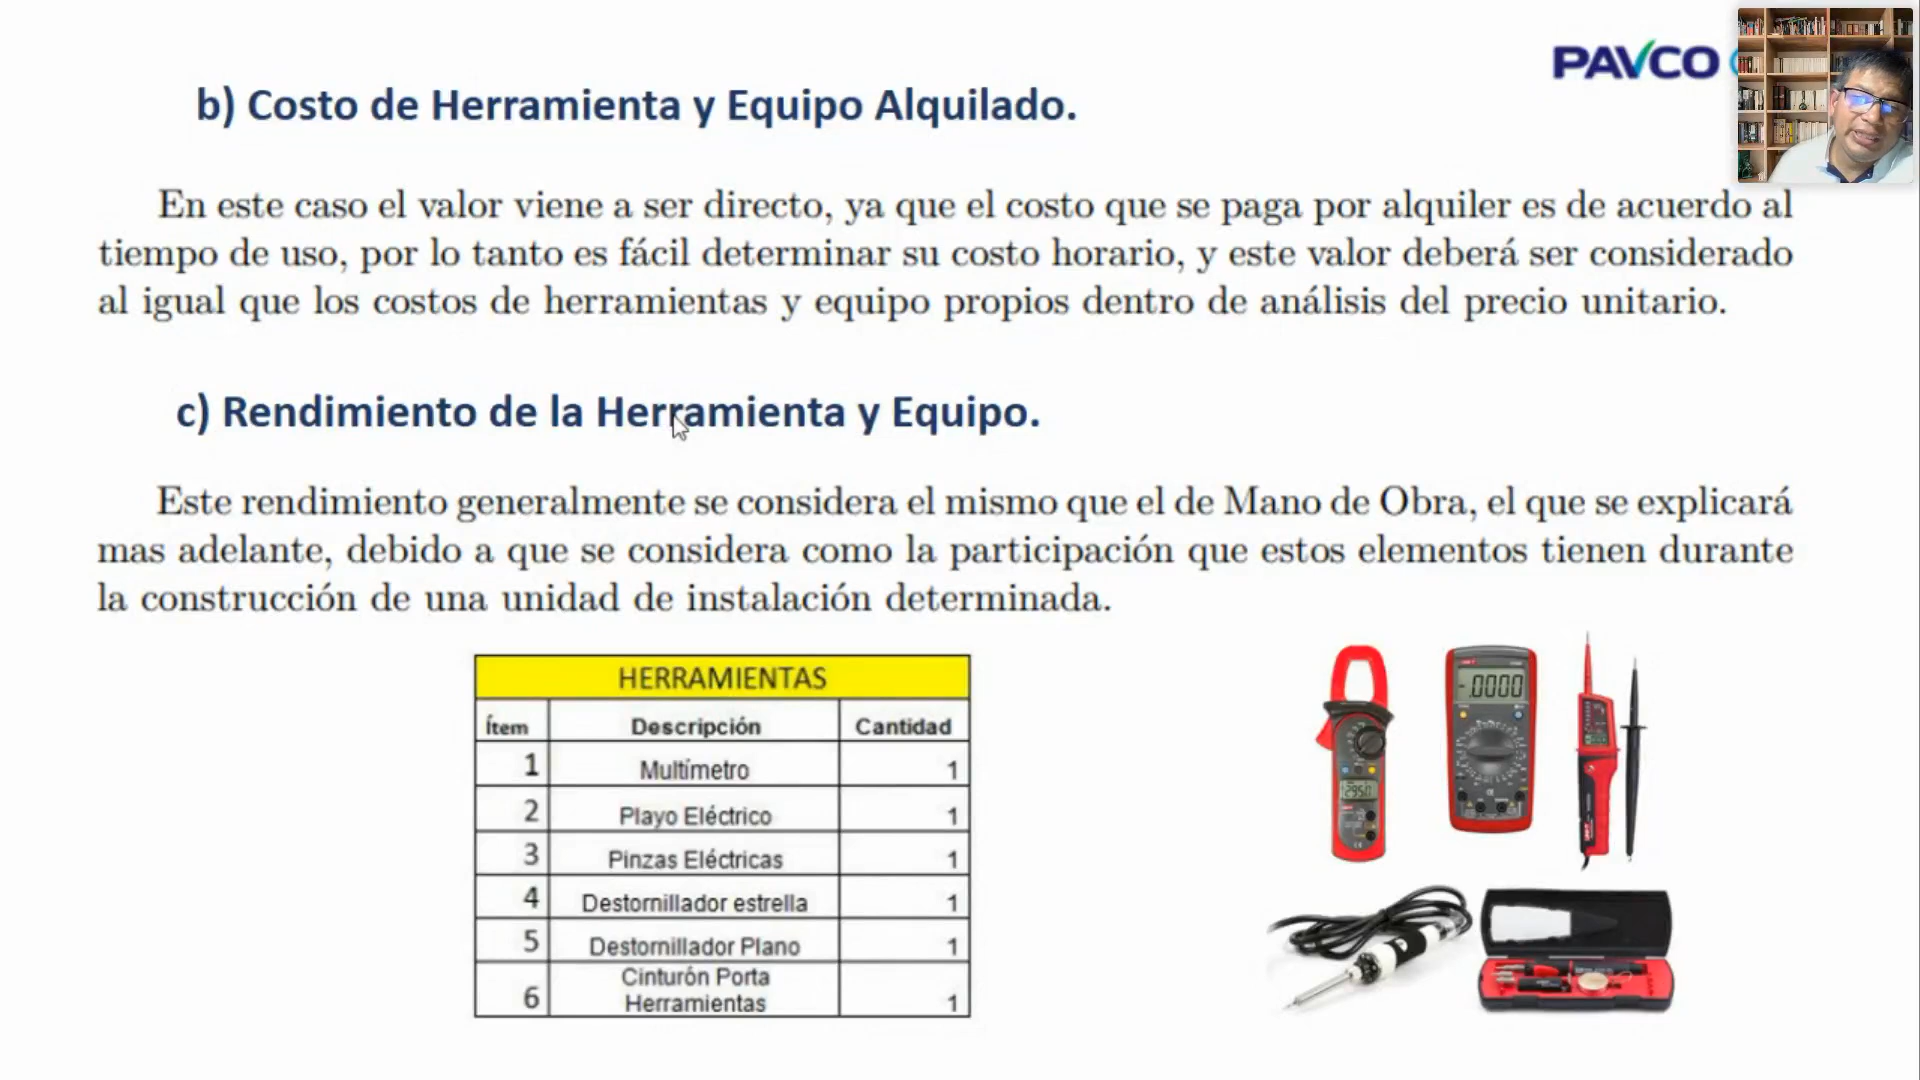 PAVCO
b) Costo de Herramienta y Equipo Alquilado.
En este caso el valor viene a ser directo, ya que el costo que se paga por alquiler es de acuerdo al
tiempo de uso, por lo tanto es fácil determinar su costo horario, y este valor deberá ser considerado
al igual que los costos de herramientas y equipo propios dentro de análisis del precio unitario.
c) Rendimiento de la Herramienta y Equipo.
Este rendimiento generalmente se considera el mismo que el de Mano de Obra, el que se explicará
mas adelante, debido a que se considera como la participación que estos elementos tienen durante
la construcción de una unidad de instalación determinada.
HERRAMIENTAS
Ítem Descripción Cantidad
1 Multímetro 1
2 Playo Eléctrico 1
3 Pinzas Eléctricas 1
4 Destornillador estrella 1
5 Destornillador Plano 1
6 Cinturón Porta
Herramientas 1
.0000